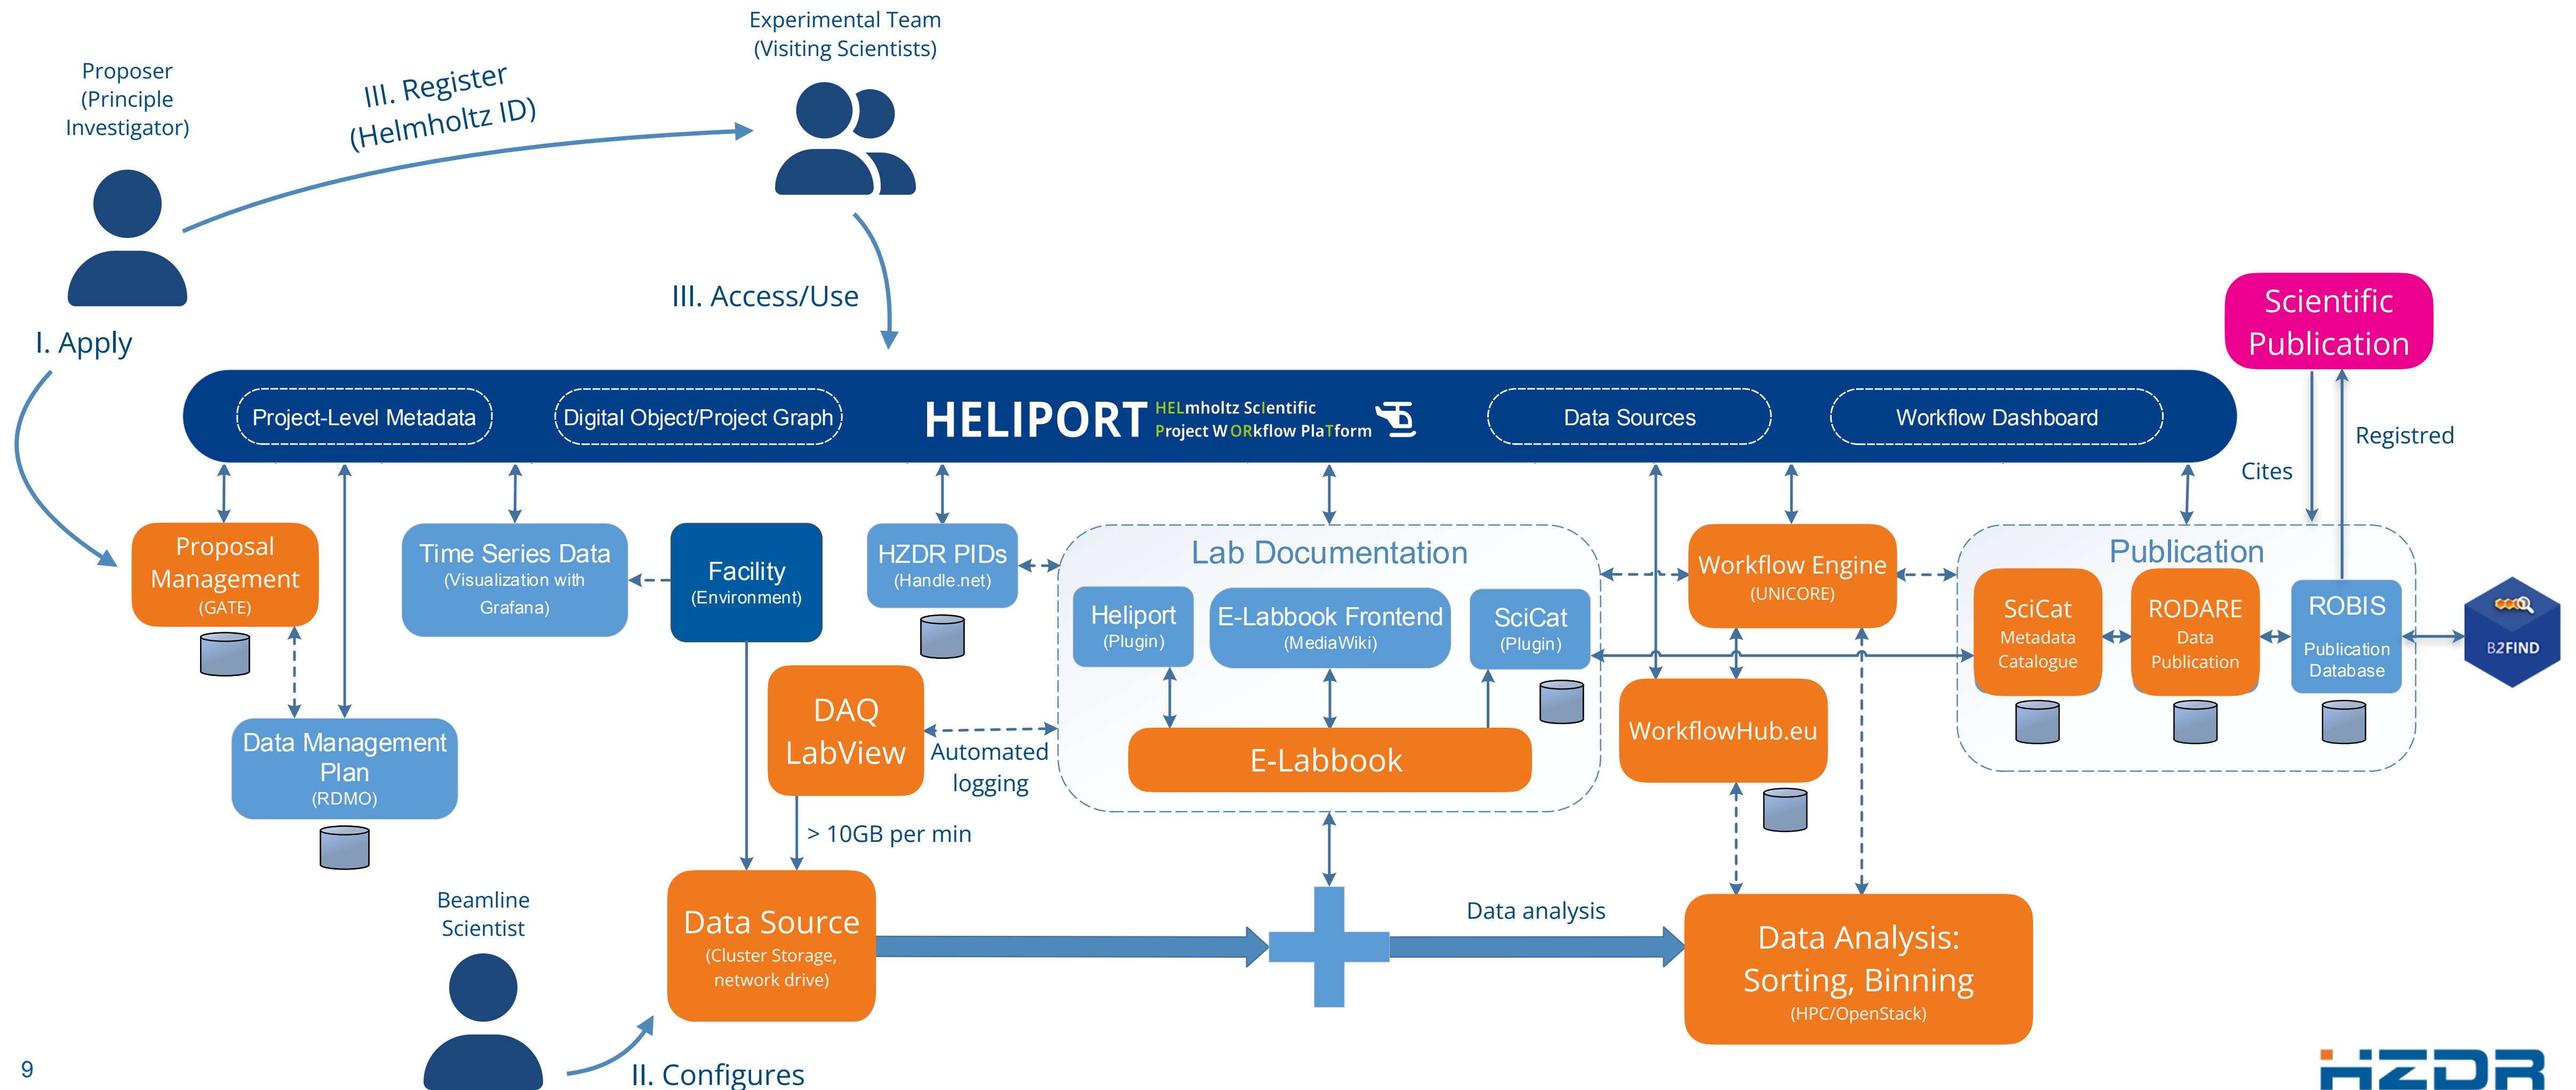 Experimental Team
(Visiting Scientists)
Proposer
(Principle
Investigator)
III. Register
(Helmholtz ID)
III. Access/Use
I. Apply
Scientific
Publication
Project-Level Metadata
Digital Object/Project Graph
HELIPORT
HELmholtz ScIentific
Project WORkflow PlaTform
Data Sources
Workflow Dashboard
Registred
Cites
Proposal
Management
(GATE)
Time Series Data
(Visualization with
Grafana)
Facility
(Environment)
HZDR PIDs
(Handle.net)
Lab Documentation
Heliport
(Plugin)
E-Labbook Frontend
(MediaWiki)
SciCat
(Plugin)
E-Labbook
Workflow Engine
(UNICORE)
Publication
SciCat
Metadata
Catalogue
RODARE
Data
Publication
ROBIS
Publication
Database
B2FIND
DAQ
LabView
Automated
logging
WorkflowHub.eu
Data Management
Plan
(RDMO)
> 10GB per min
Beamline
Scientist
Data Source
(Cluster Storage,
network drive)
Data analysis
Data Analysis:
Sorting, Binning
(HPC/OpenStack)
II. Configures
9
HZDR